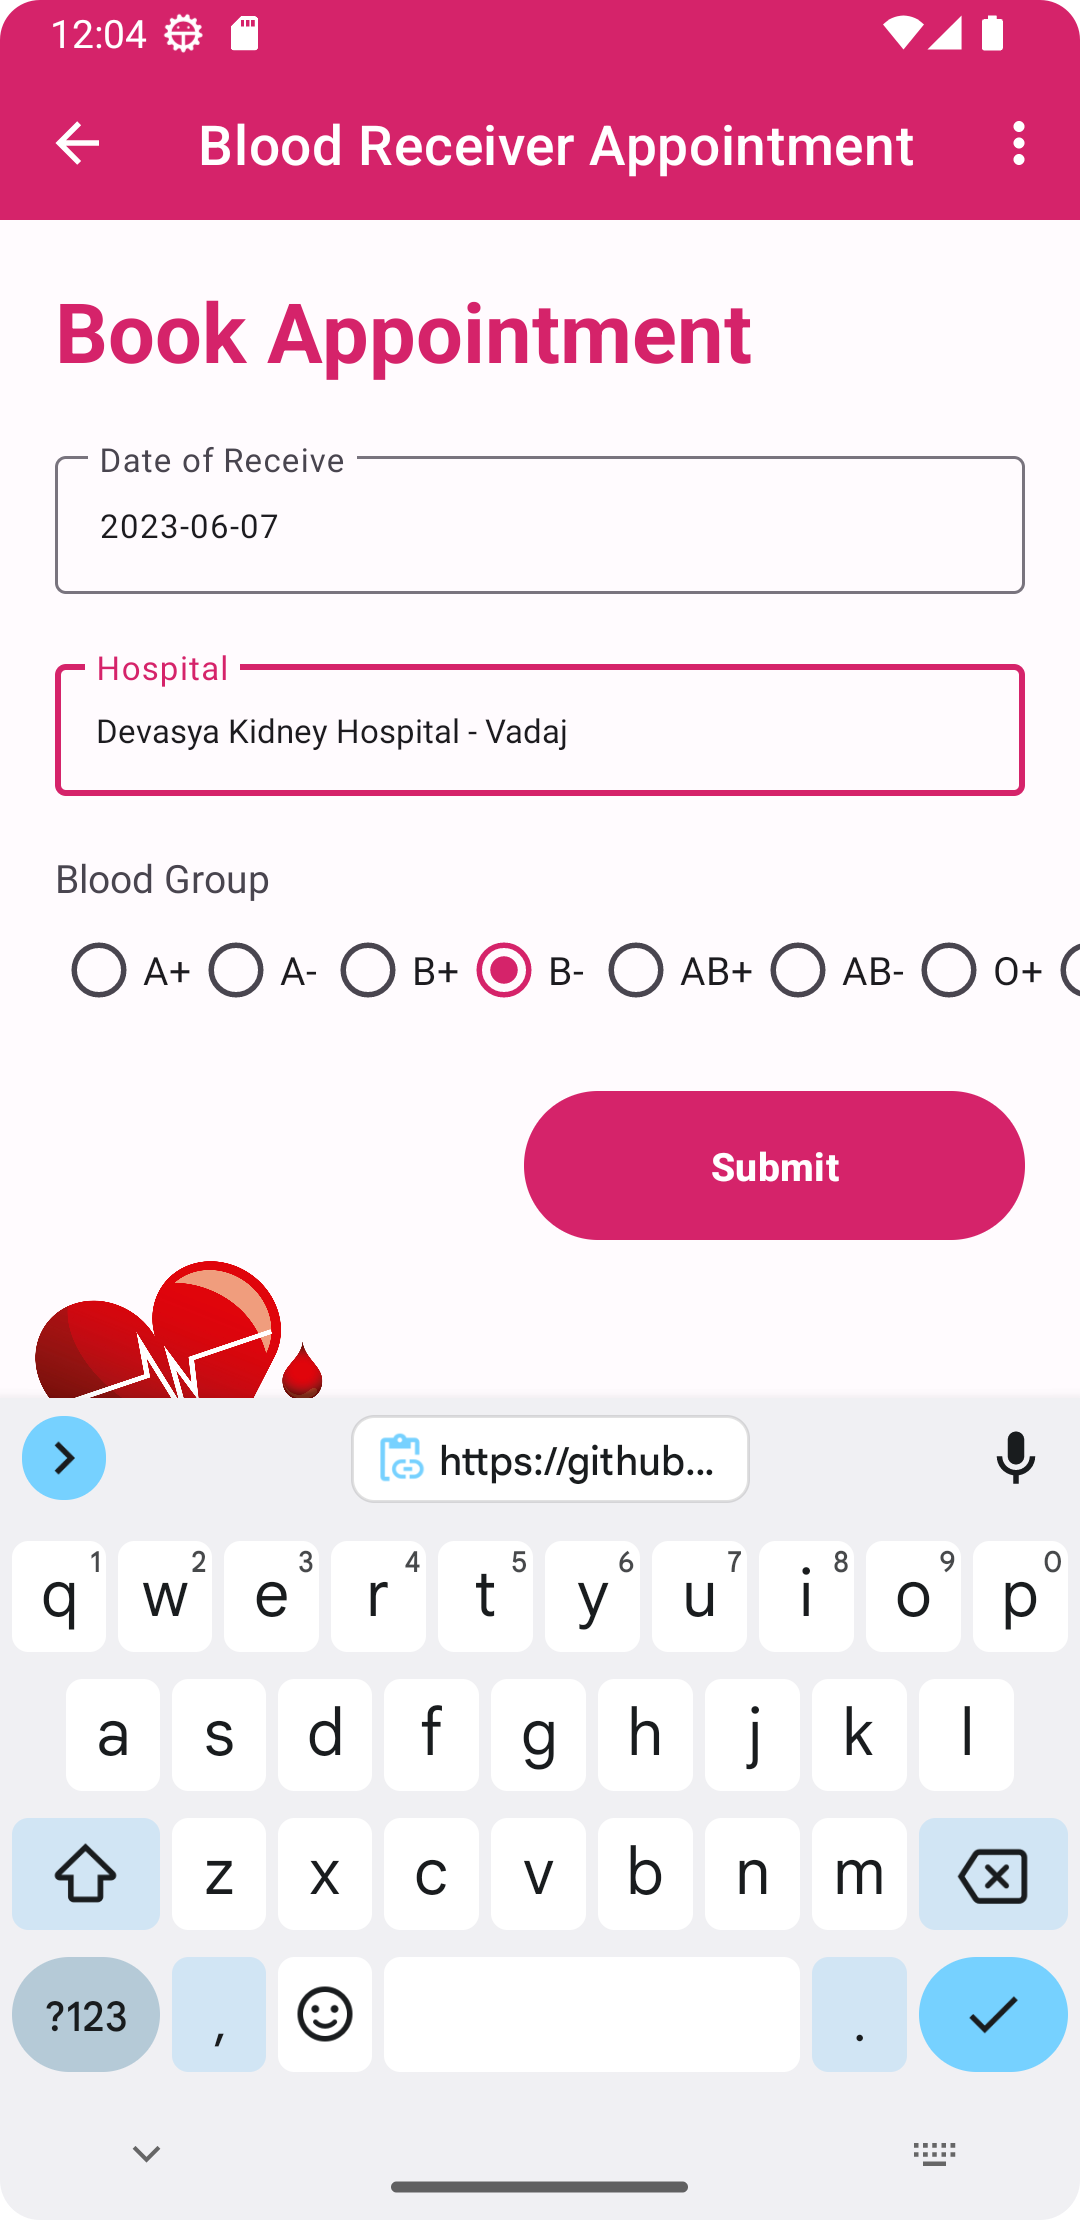 12:04
Blood Receiver Appointment
Book Appointment
Date of Receive
2023-06-07
Hospital
Devasya Kidney Hospital - Vadaj
Blood Group
A+ A- B+ B- AB+ AB- O+
Submit
https://github...
q 1 w 2 e 3 r 4 t 5 y 6 u 7 i 8 o 9 p 0
a s d f g h j k l
z x c v b n m
?123 , .